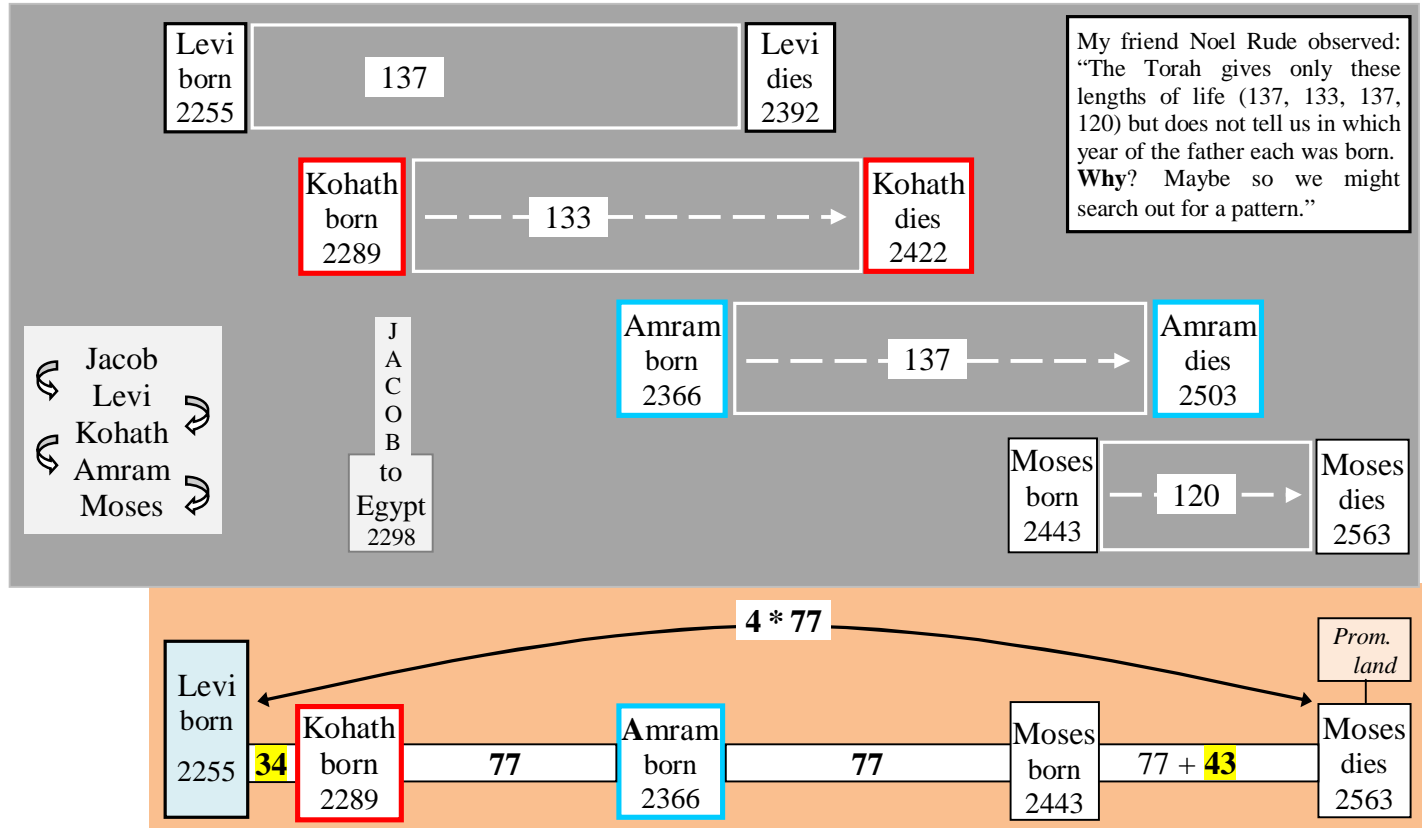 Levi
born
2255
137
Levi
dies
2392
My friend Noel Rude observed:
“The Torah gives only these
lengths of life (137, 133, 137,
120) but does not tell us in which
year of the father each was born.
Why? Maybe so we might
search out for a pattern.”
Kohath
born
2289
133
Kohath
dies
2422
Amram
born
2366
137
Amram
dies
2503
Jacob
Levi
Kohath
Amram
Moses
J
A
C
O
B
to
Egypt
2298
Moses
born
2443
120
Moses
dies
2563
4 * 77
Prom.
land
Levi
born
2255
34
Kohath
born
2289
77
Amram
born
2366
77
Moses
born
2443
77 + 43
Moses
dies
2563